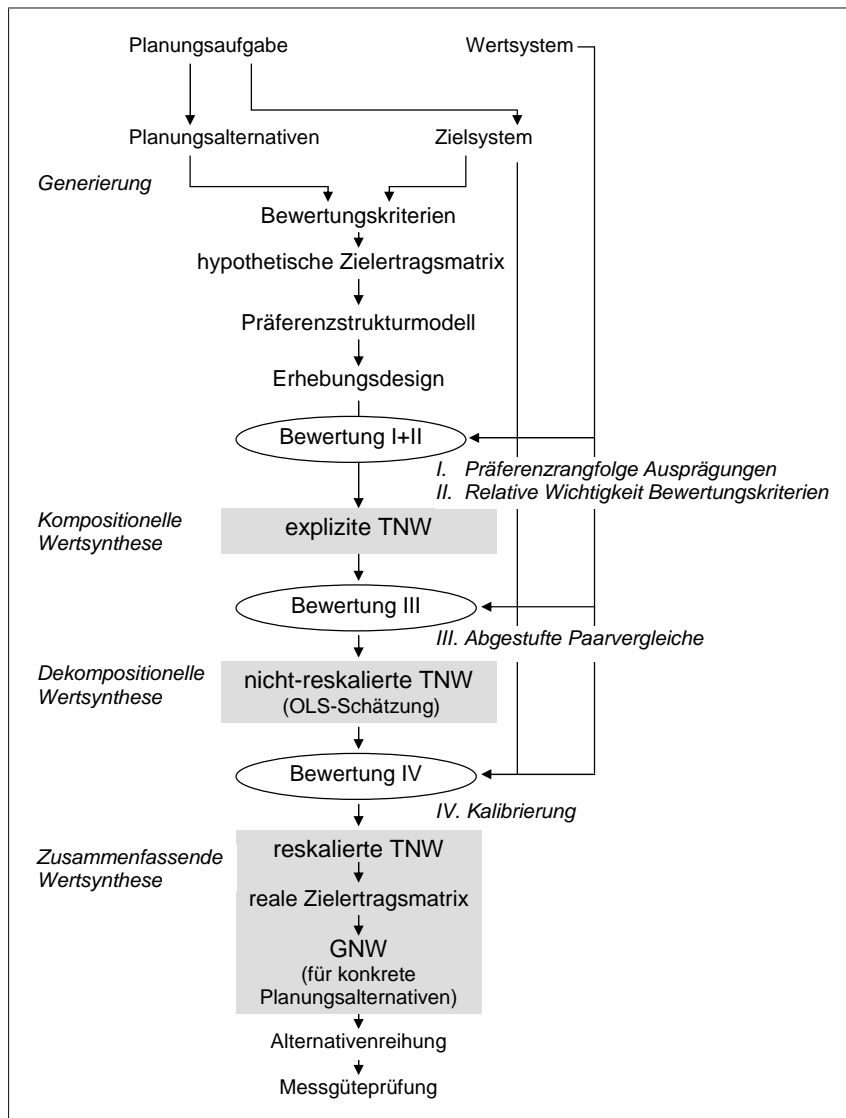 Planungsaufgabe
Wertsystem
Planungsalternativen
Zielsystem
Generierung
Bewertungskriterien
hypothetische Zielertragsmatrix
Präferenzstrukturmodell
Erhebungsdesign
Bewertung I+II
I. Präferenzrangfolge Ausprägungen
II. Relative Wichtigkeit Bewertungskriterien
Kompositionelle
Wertsynthese
explizite TNW
Bewertung III
III. Abgestufte Paarvergleiche
Dekompositionelle
Wertsynthese
nicht-reskalierte TNW
(OLS-Schätzung)
Bewertung IV
IV. Kalibrierung
Zusammenfassende
Wertsynthese
reskalierte TNW
reale Zielertragsmatrix
GNW
(für konkrete
Planungsalternativen)
Alternativenreihung
Messgüteprüfung